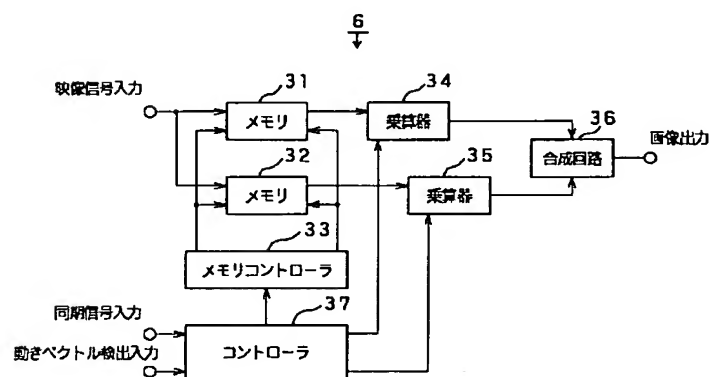 6
映像信号入力
31
メモリ
34
乗算器
36
合成回路
画像出力
32
メモリ
35
乗算器
33
メモリコントローラ
同期信号入力
37
動きベクトル検出入力
コントローラ